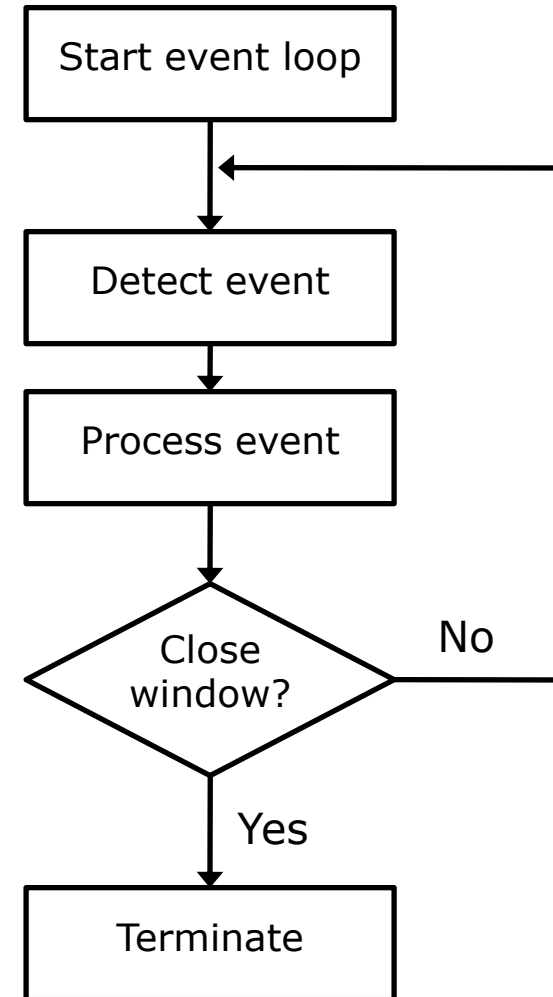 Start event loop
Detect event
Process event
Close
window?
No
Yes
Terminate